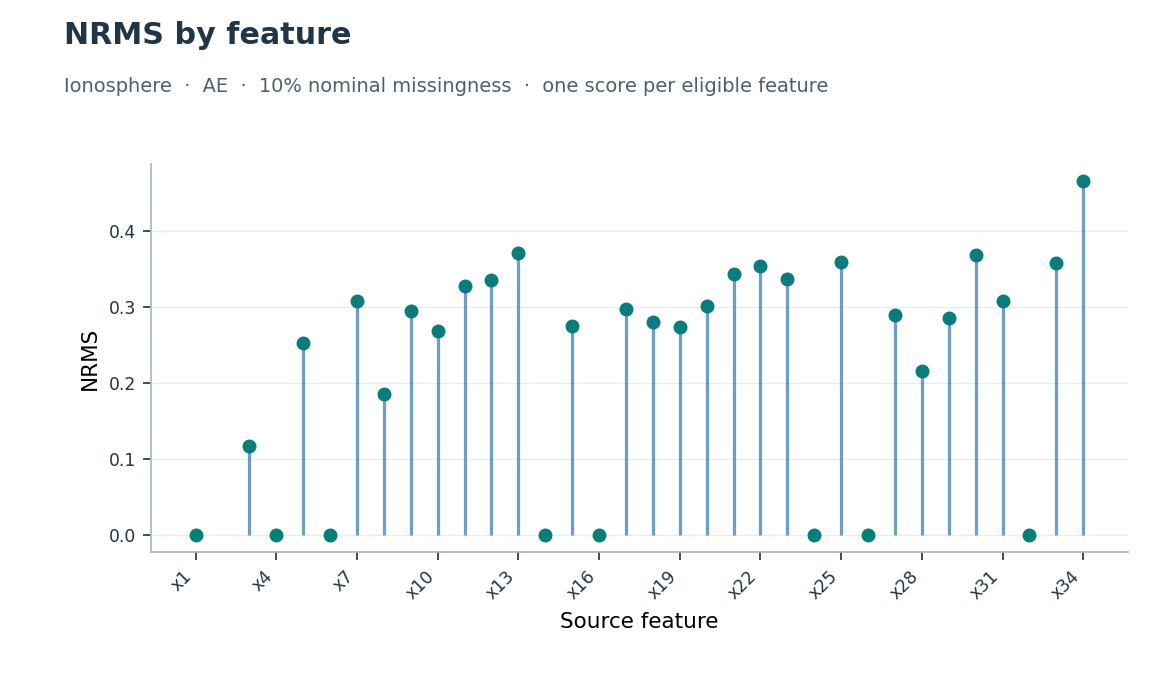 NRMS by feature
Ionosphere · AE · 10% nominal missingness · one score per eligible feature
NRMS
0.4
0.3
0.2
0.1
0.0
x1 x4 x7 x10 x13 x16 x19 x22 x25 x28 x31 x34
Source feature